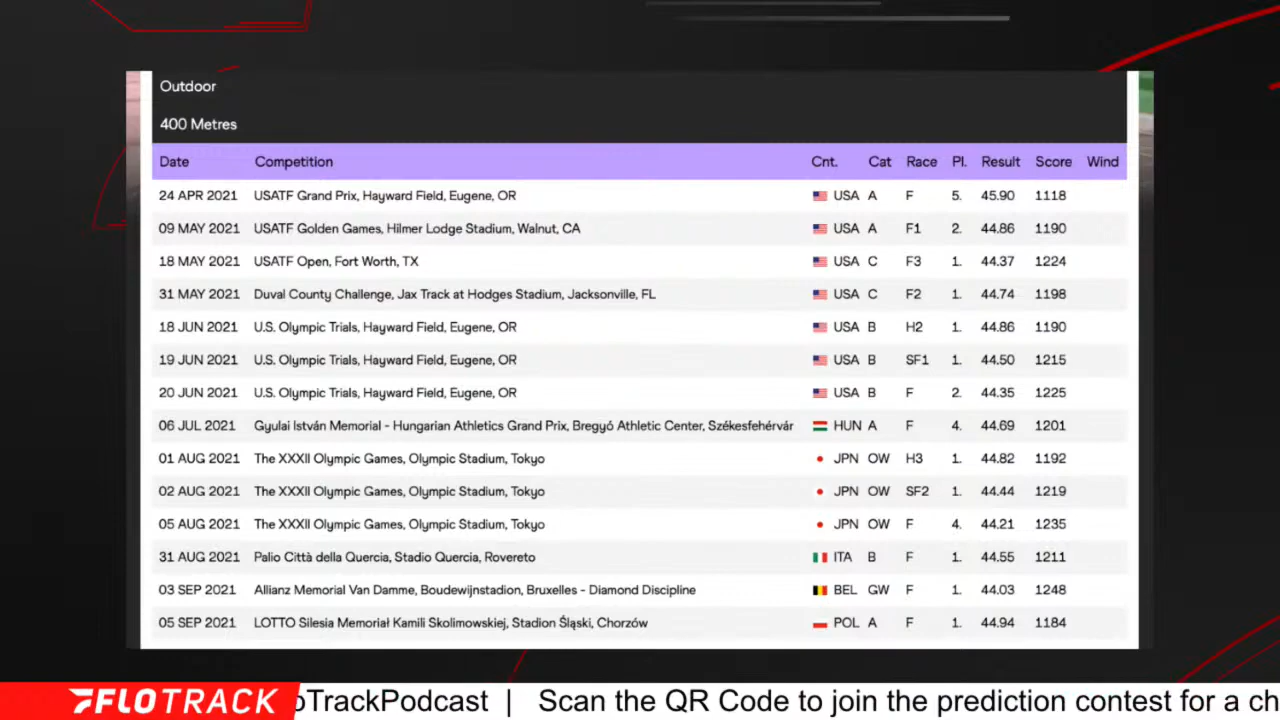 Outdoor
400 Metres
Date Competition Cnt. Cat Race Pl. Result Score Wind
24 APR 2021 USATF Grand Prix, Hayward Field, Eugene, OR USA A F 5. 45.90 1118
09 MAY 2021 USATF Golden Games, Hilmer Lodge Stadium, Walnut, CA USA A F1 2. 44.86 1190
18 MAY 2021 USATF Open, Fort Worth, TX USA C F3 1. 44.37 1224
31 MAY 2021 Duval County Challenge, Jax Track at Hodges Stadium, Jacksonville, FL USA C F2 1. 44.74 1198
18 JUN 2021 U.S. Olympic Trials, Hayward Field, Eugene, OR USA B H2 1. 44.86 1190
19 JUN 2021 U.S. Olympic Trials, Hayward Field, Eugene, OR USA B SF1 1. 44.50 1215
20 JUN 2021 U.S. Olympic Trials, Hayward Field, Eugene, OR USA B F 2. 44.35 1225
06 JUL 2021 Gyulai István Memorial - Hungarian Athletics Grand Prix, Bregyó Athletic Center, Székesfehérvár HUN A F 4. 44.69 1201
01 AUG 2021 The XXXII Olympic Games, Olympic Stadium, Tokyo JPN OW H3 1. 44.82 1192
02 AUG 2021 The XXXII Olympic Games, Olympic Stadium, Tokyo JPN OW SF2 1. 44.44 1219
05 AUG 2021 The XXXII Olympic Games, Olympic Stadium, Tokyo JPN OW F 4. 44.21 1235
31 AUG 2021 Palio Città della Quercia, Stadio Quercia, Rovereto ITA B F 1. 44.55 1211
03 SEP 2021 Allianz Memorial Van Damme, Boudewijnstadion, Bruxelles - Diamond Discipline BEL GW F 1. 44.03 1248
05 SEP 2021 LOTTO Silesia Memoriał Kamili Skolimowskiej, Stadion Śląski, Chorzów POL A F 1. 44.94 1184
FLOTRACK oTrackPodcast | Scan the QR Code to join the prediction contest for a ch